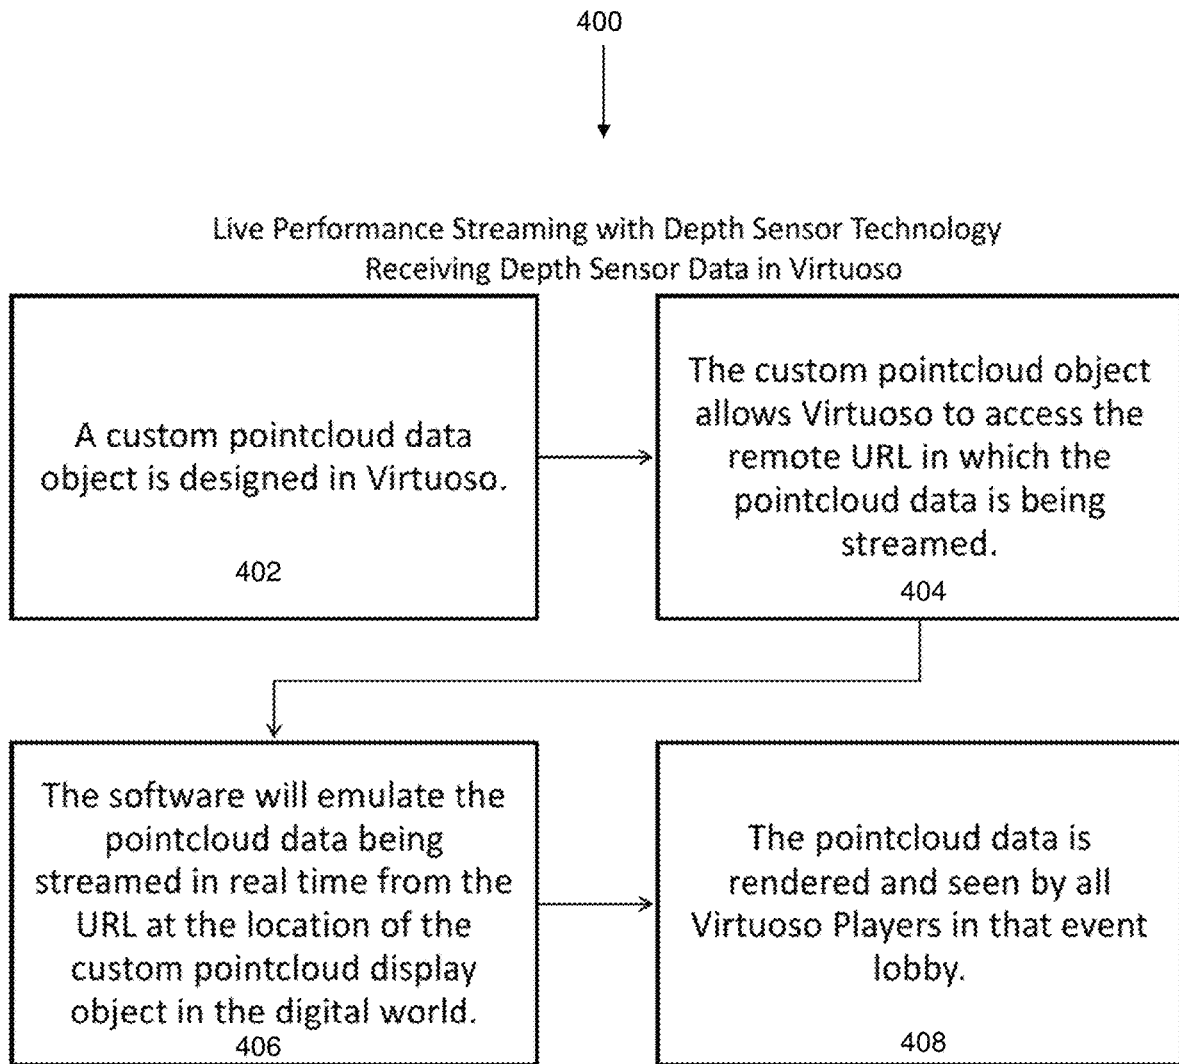 400
Live Performance Streaming with Depth Sensor Technology
Receiving Depth Sensor Data in Virtuoso
A custom pointcloud data
object is designed in Virtuoso.
402
The custom pointcloud object
allows Virtuoso to access the
remote URL in which the
pointcloud data is being
streamed.
404
The software will emulate the
pointcloud data being
streamed in real time from the
URL at the location of the
custom pointcloud display
object in the digital world.
406
The pointcloud data is
rendered and seen by all
Virtuoso Players in that event
lobby.
408